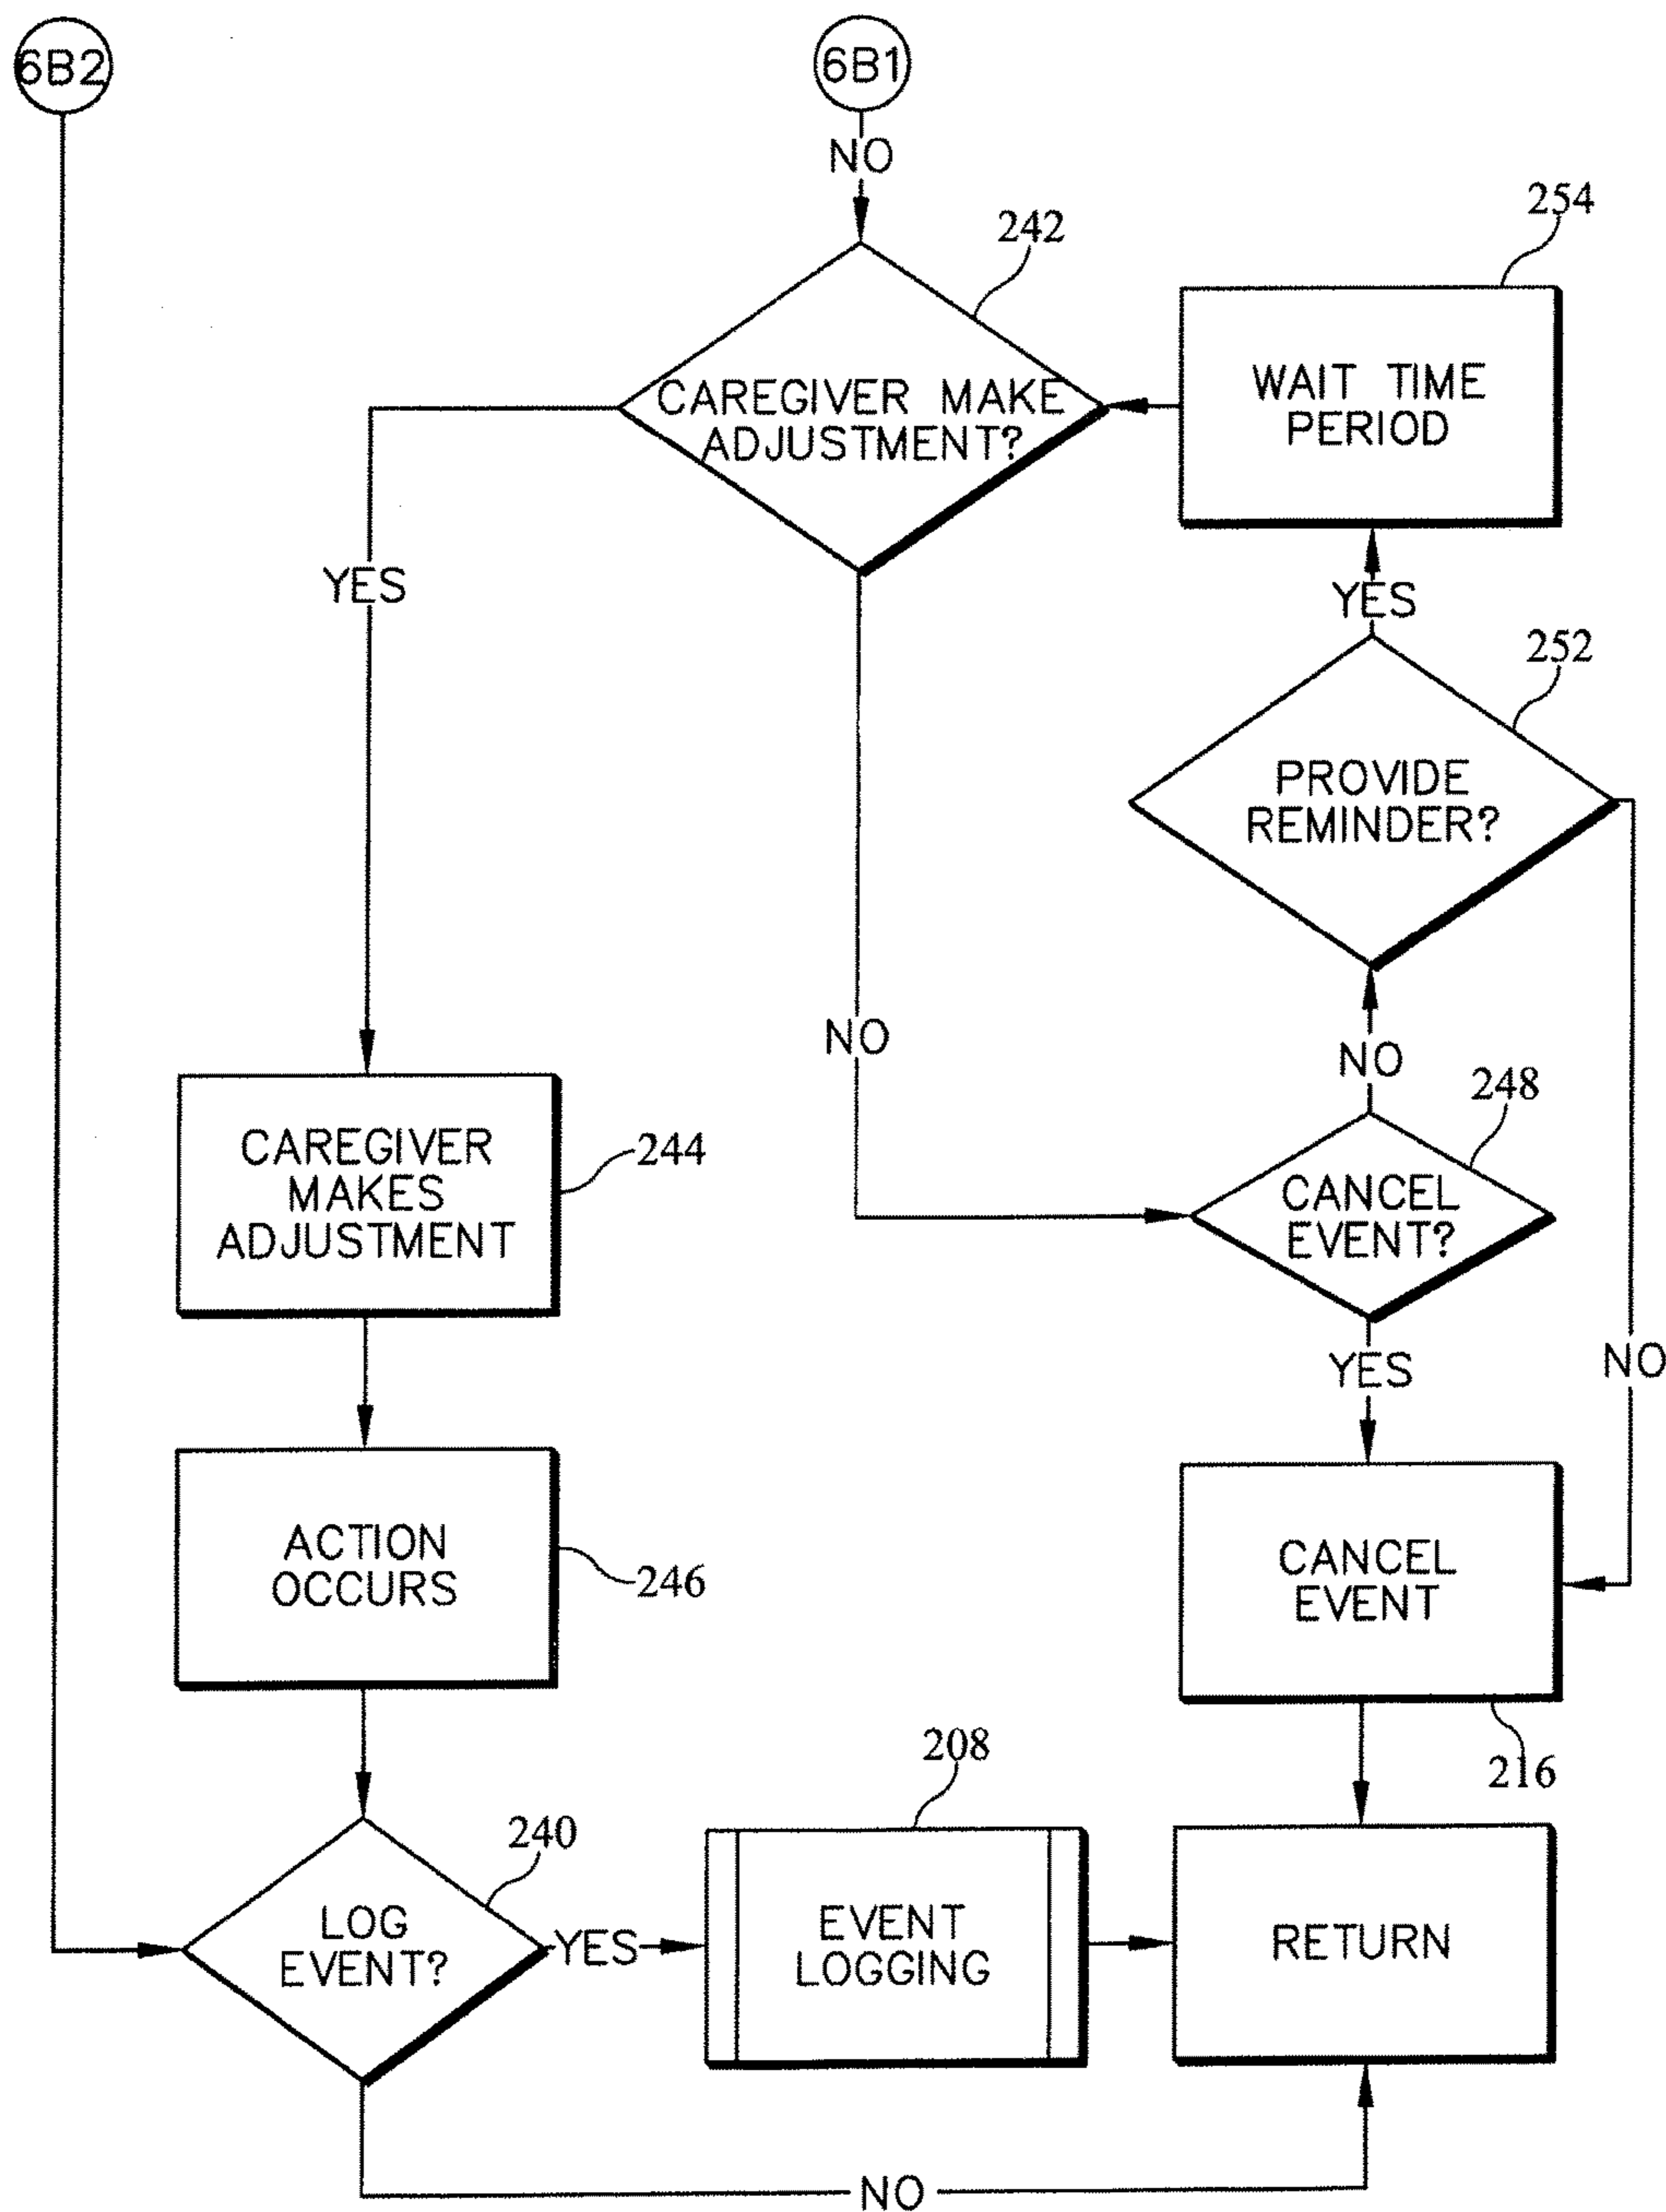 6B2
6B1
NO
242
254
CAREGIVER MAKE
ADJUSTMENT?
WAIT TIME
PERIOD
YES
YES
252
PROVIDE
REMINDER?
NO
NO
248
CAREGIVER
MAKES
ADJUSTMENT
244
CANCEL
EVENT?
YES
NO
ACTION
OCCURS
246
CANCEL
EVENT
216
208
240
LOG
EVENT?
YES
EVENT
LOGGING
RETURN
NO